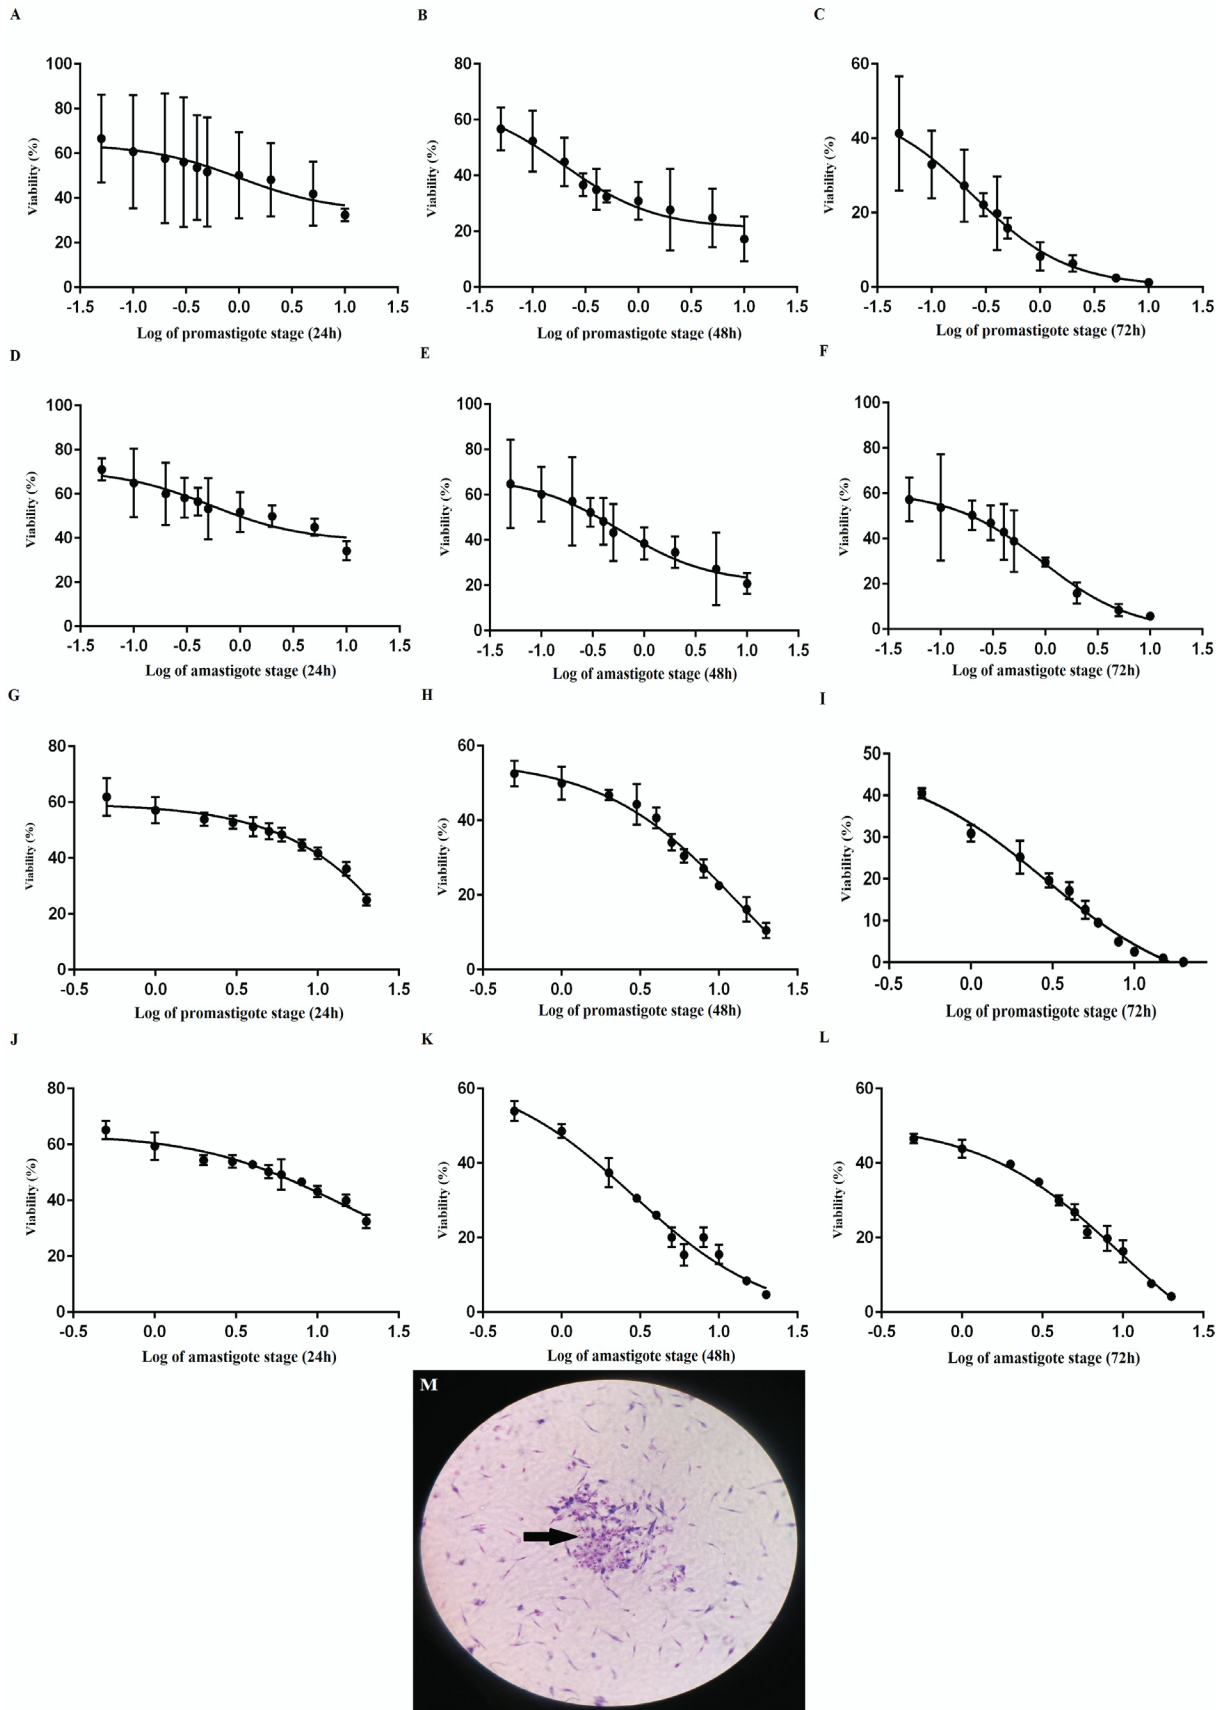 A
B
C
Viability (%)
100
80
60
40
20
0
-1.5 -1.0 -0.5 0.0 0.5 1.0 1.5
Log of promastigote stage (24h)
Viability (%)
80
60
40
20
0
-1.5 -1.0 -0.5 0.0 0.5 1.0 1.5
Log of promastigote stage (48h)
Viability (%)
60
40
20
0
-1.5 -1.0 -0.5 0.0 0.5 1.0 1.5
Log of promastigote stage (72h)
D
E
F
Viability (%)
100
80
60
40
20
0
-1.5 -1.0 -0.5 0.0 0.5 1.0 1.5
Log of amastigote stage (24h)
Viability (%)
100
80
60
40
20
0
-1.5 -1.0 -0.5 0.0 0.5 1.0 1.5
Log of amastigote stage (48h)
Viability (%)
100
80
60
40
20
0
-1.5 -1.0 -0.5 0.0 0.5 1.0 1.5
Log of amastigote stage (72h)
G
H
I
Viability (%)
80
60
40
20
0
-0.5 0.0 0.5 1.0 1.5
Log of promastigote stage (24h)
Viability (%)
60
40
20
0
-0.5 0.0 0.5 1.0 1.5
Log of promastigote stage (48h)
Viability (%)
50
40
30
20
10
0
-0.5 0.0 0.5 1.0
Log of promastigote stage (72h)
J
K
L
Viability (%)
80
60
40
20
0
-0.5 0.0 0.5 1.0 1.5
Log of amastigote stage (24h)
Viability (%)
60
40
20
0
-0.5 0.0 0.5 1.0 1.5
Log of amastigote stage (48h)
Viability (%)
60
40
20
0
-0.5 0.0 0.5 1.0 1.5
Log of amastigote stage (72h)
M